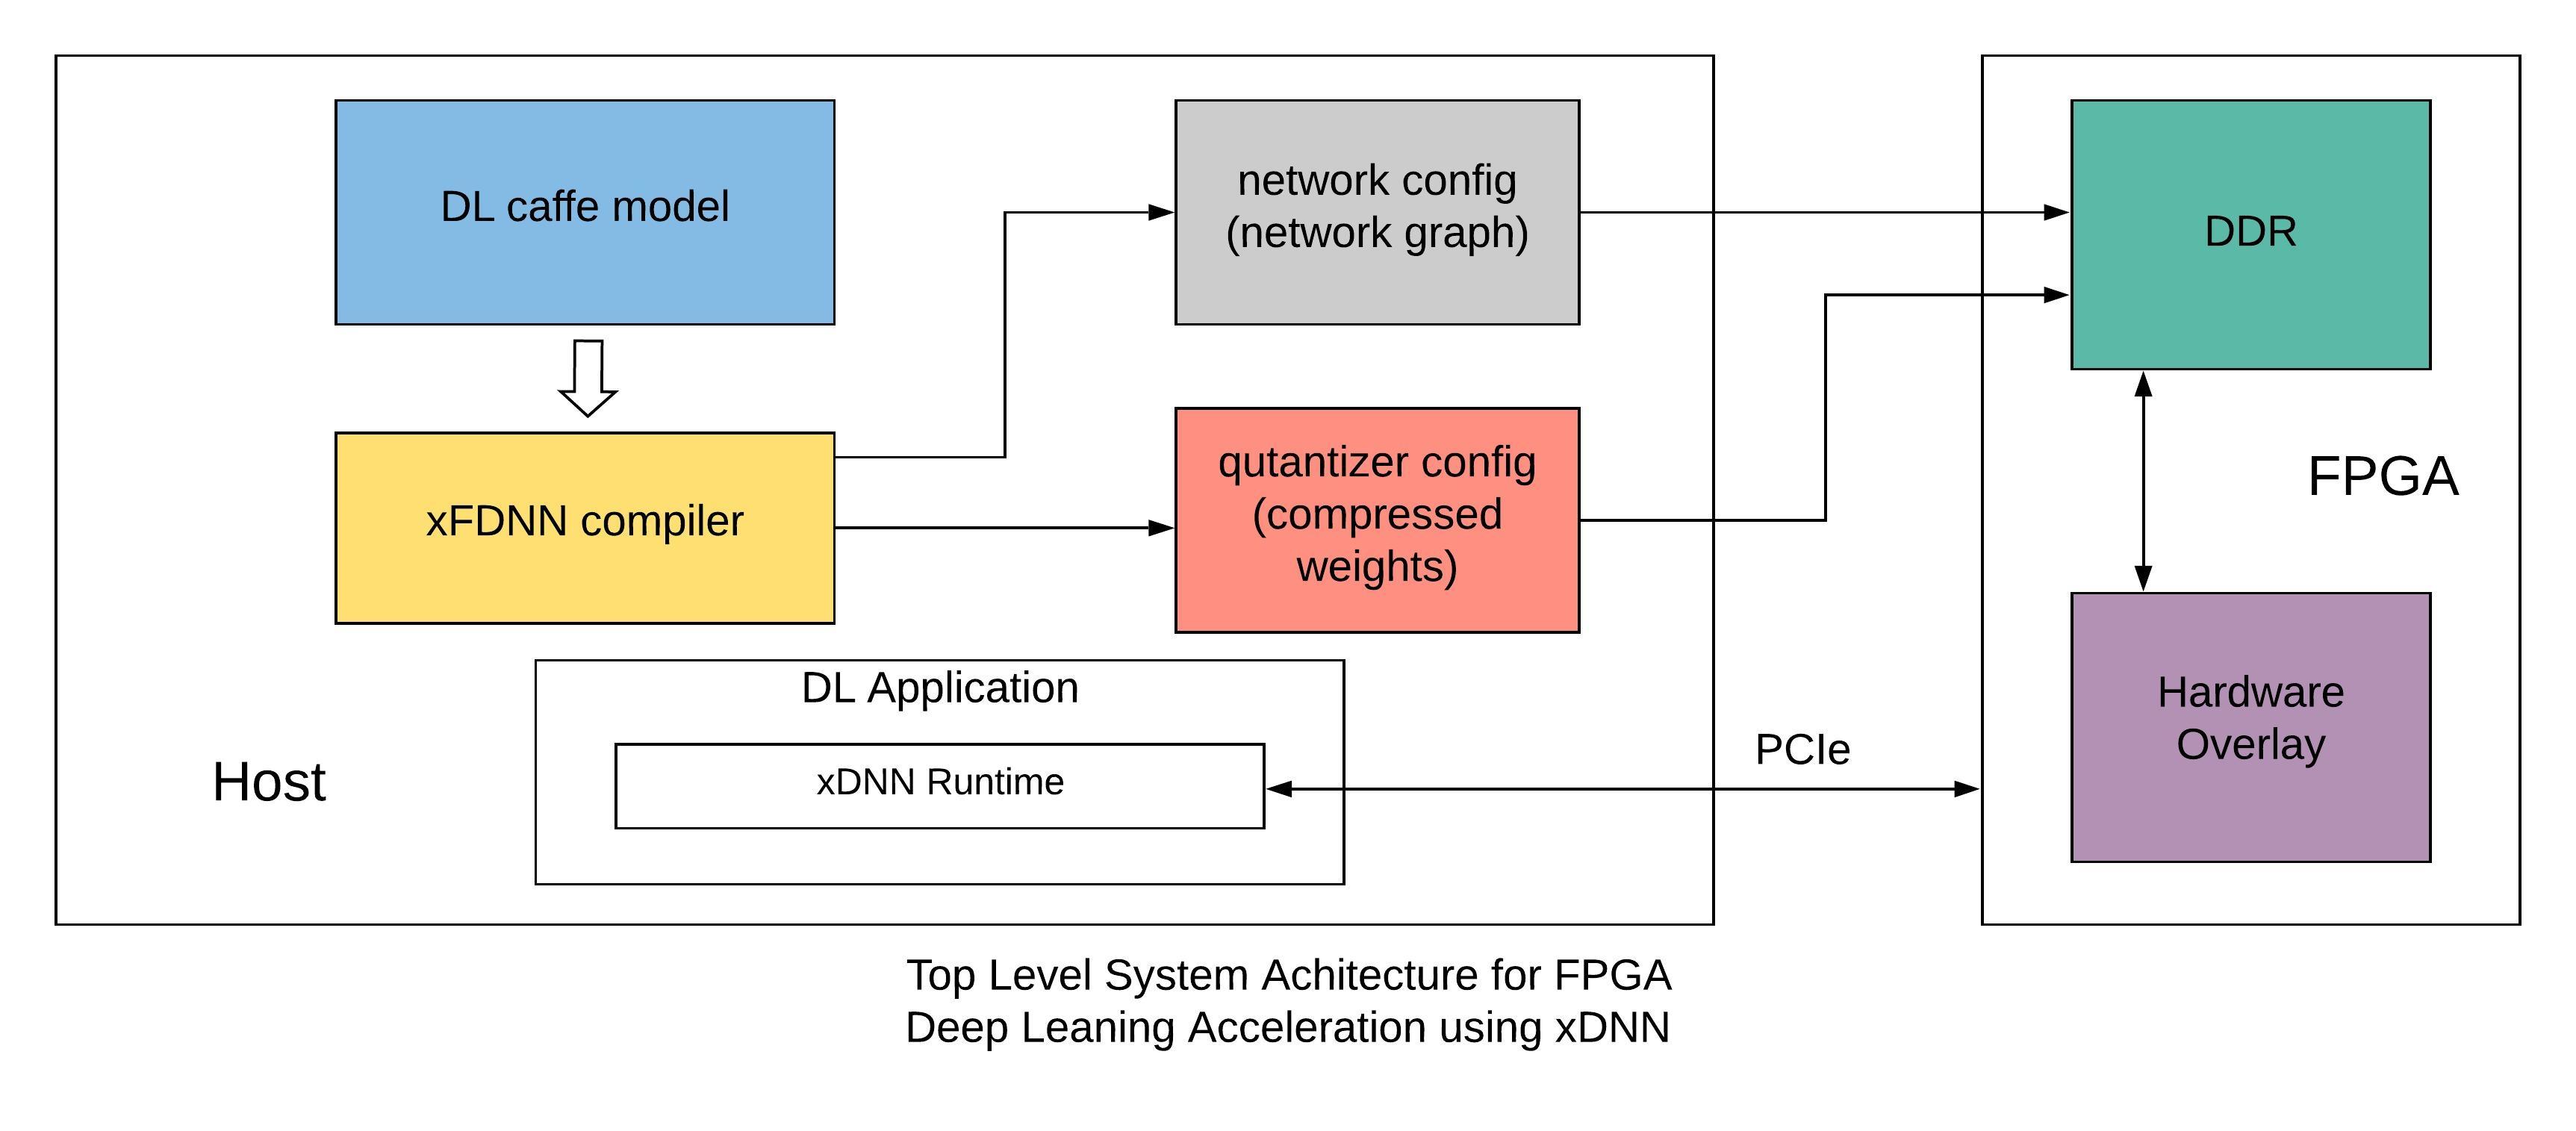 DL caffe model
network config
(network graph)
DDR
xFDNN compiler
qutantizer config
(compressed
weights)
FPGA
DL Application
xDNN Runtime
Host
PCIe
Hardware
Overlay
Top Level System Achitecture for FPGA
Deep Leaning Acceleration using xDNN